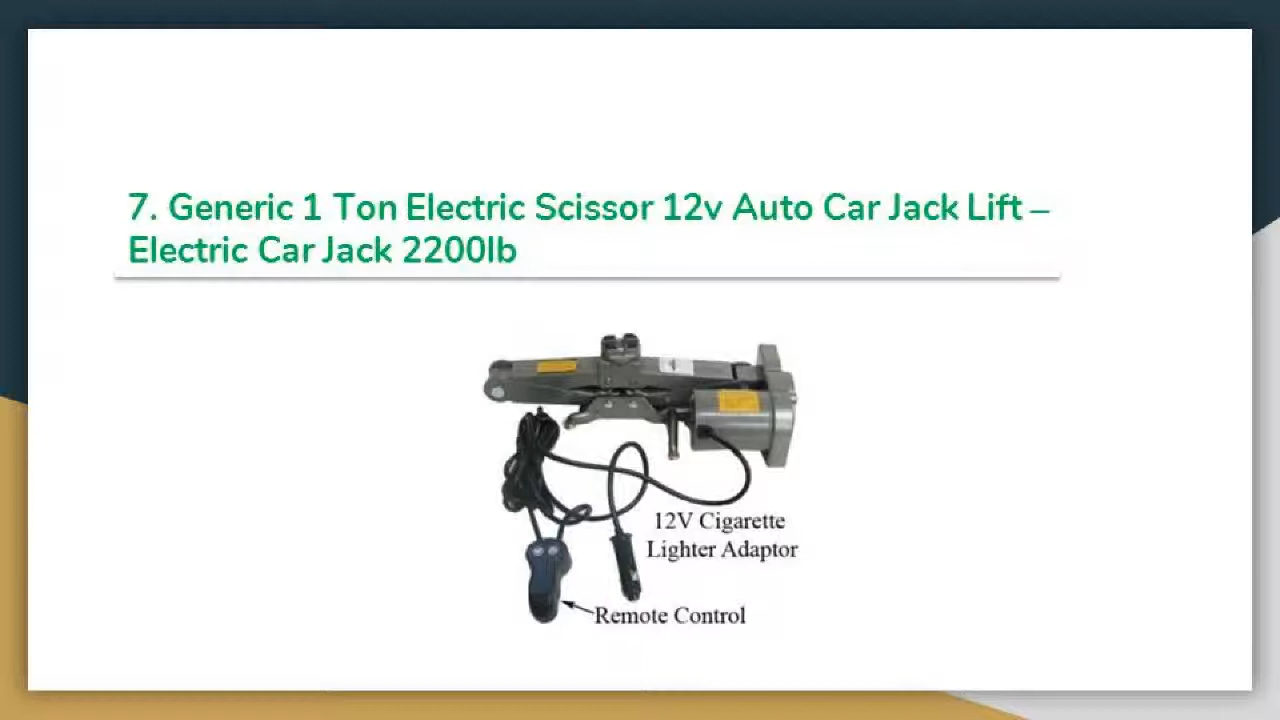 7. Generic 1 Ton Electric Scissor 12v Auto Car Jack Lift –
Electric Car Jack 2200lb
12V Cigarette
Lighter Adaptor
Remote Control